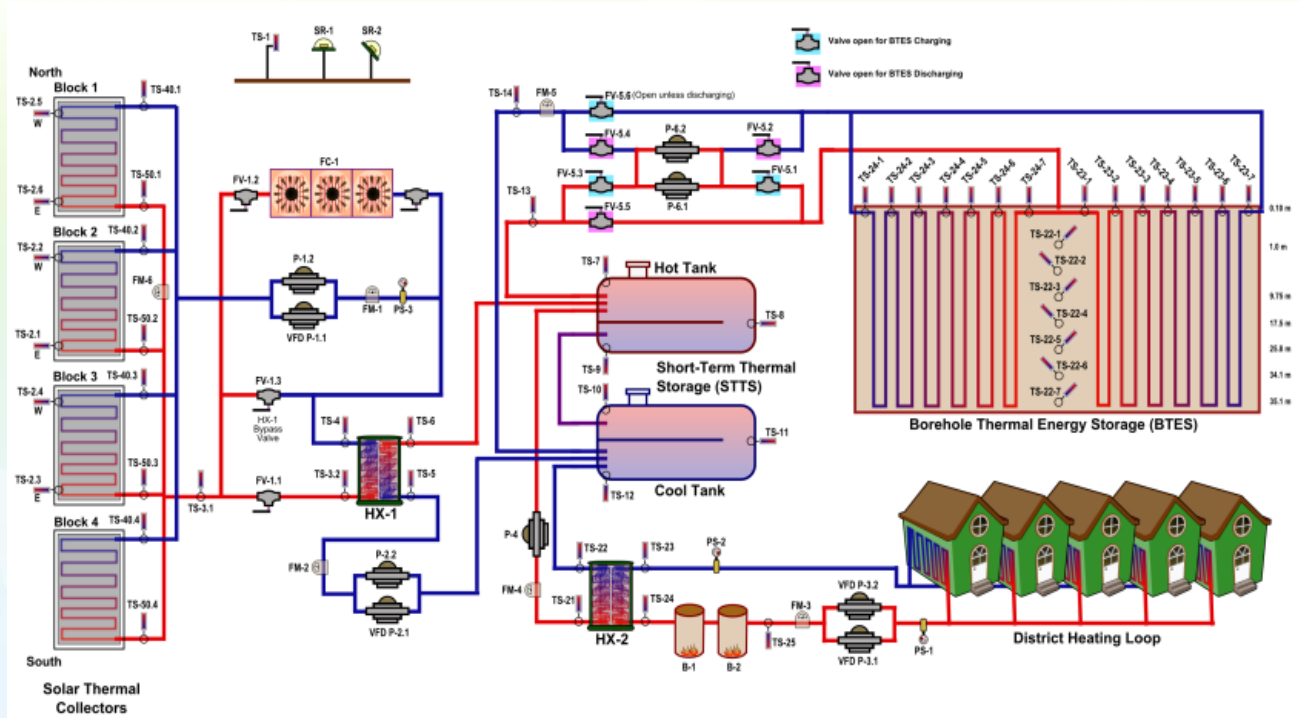 TS-1
SR-1
SR-2
Valve open for BTES Charging
Valve open for BTES Discharging
North
Block 1
TS-40.1
TS-2.5
W
TS-2.6
E
TS-50.1
Block 2
TS-40.2
TS-2.2
W
FM-6
TS-2.1
E
TS-50.2
Block 3
TS-40.3
TS-2.4
W
TS-2.3
E
TS-50.3
Block 4
TS-40.4
TS-50.4
South
Solar Thermal
Collectors
TS-3.1
FC-1
FV-1.2
P-1.2
VFD P-1.1
FM-1
PS-3
FV-1.3
HX-1
Bypass
Valve
FV-1.1
TS-4
TS-6
TS-3.2
TS-5
HX-1
FM-2
P-2.2
VFD P-2.1
TS-14
FM-5
FV-5.6 (Open unless discharging)
FV-5.4
P-6.2
FV-5.2
FV-5.3
P-6.1
FV-5.1
TS-13
FV-5.5
TS-7
Hot Tank
TS-8
TS-9
Short-Term Thermal
Storage (STTS)
TS-10
TS-11
TS-12
Cool Tank
TS-24-1
TS-24-2
TS-24-3
TS-24-4
TS-24-5
TS-24-6
TS-24-7
TS-23-1
TS-23-2
TS-23-3
TS-23-4
TS-23-5
TS-23-6
TS-23-7
TS-22-1
TS-22-2
TS-22-3
TS-22-4
TS-22-5
TS-22-6
TS-22-7
0.10 m
1.0 m
9.75 m
17.5 m
25.8 m
34.1 m
35.1 m
Borehole Thermal Energy Storage (BTES)
P-4
FM-4
TS-22
TS-23
TS-21
TS-24
HX-2
PS-2
B-1
B-2
TS-25
FM-3
VFD P-3.2
VFD P-3.1
PS-1
District Heating Loop